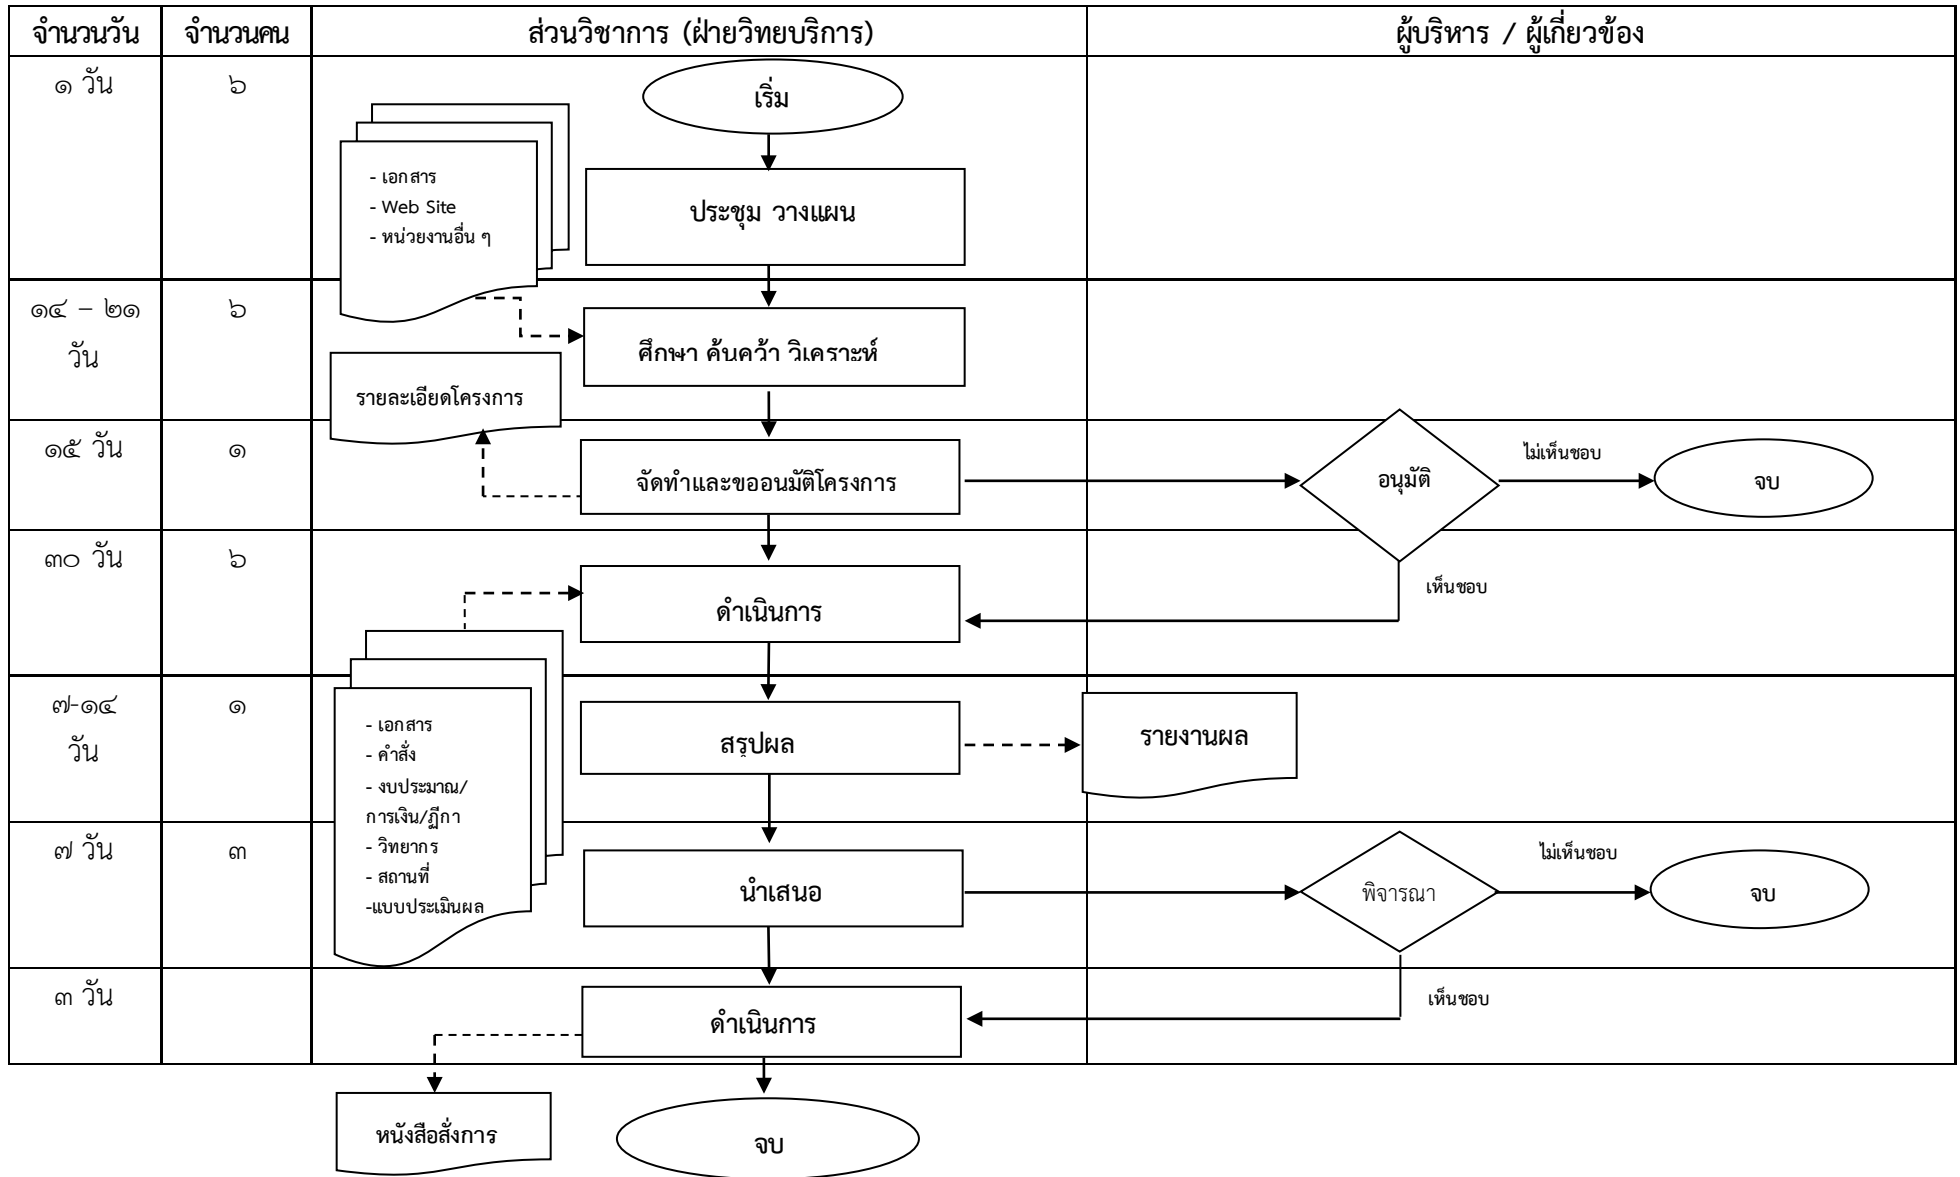 จำนวนวัน จำนวนคน ส่วนวิชาการ (ฝ่ายวิทยบริการ) ผู้บริหาร / ผู้เกี่ยวข้อง
๑ วัน ๖
เริ่ม
- เอกสาร
- Web Site
- หน่วยงานอื่น ๆ
ประชุม วางแผน
๑๔ – ๒๑
วัน
๖
ศึกษา ค้นคว้า วิเคราะห์
รายละเอียดโครงการ
๑๕ วัน ๑
จัดทำและขออนุมัติโครงการ
อนุมัติ
ไม่เห็นชอบ
จบ
๓๐ วัน ๖
ดำเนินการ
เห็นชอบ
๗-๑๔
วัน
๑
- เอกสาร
- คำสั่ง
- งบประมาณ/
การเงิน/ฎีกา
- วิทยากร
- สถานที่
-แบบประเมินผล
สรุปผล
รายงานผล
๗ วัน ๓
นำเสนอ
พิจารณา
ไม่เห็นชอบ
จบ
๓ วัน
ดำเนินการ
เห็นชอบ
หนังสือสั่งการ
จบ